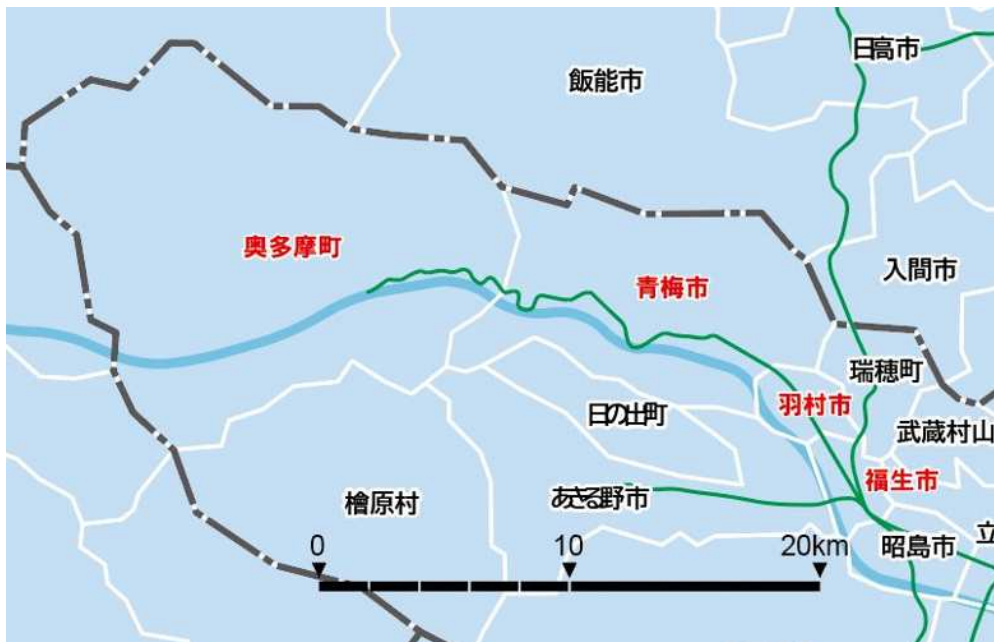 日高市
飯能市
奥多摩町
入間市
青梅市
瑞穂町
羽村市
日の出町
武蔵村山
福生市
檜原村
あきる野市
昭島市
立
0
10
20km